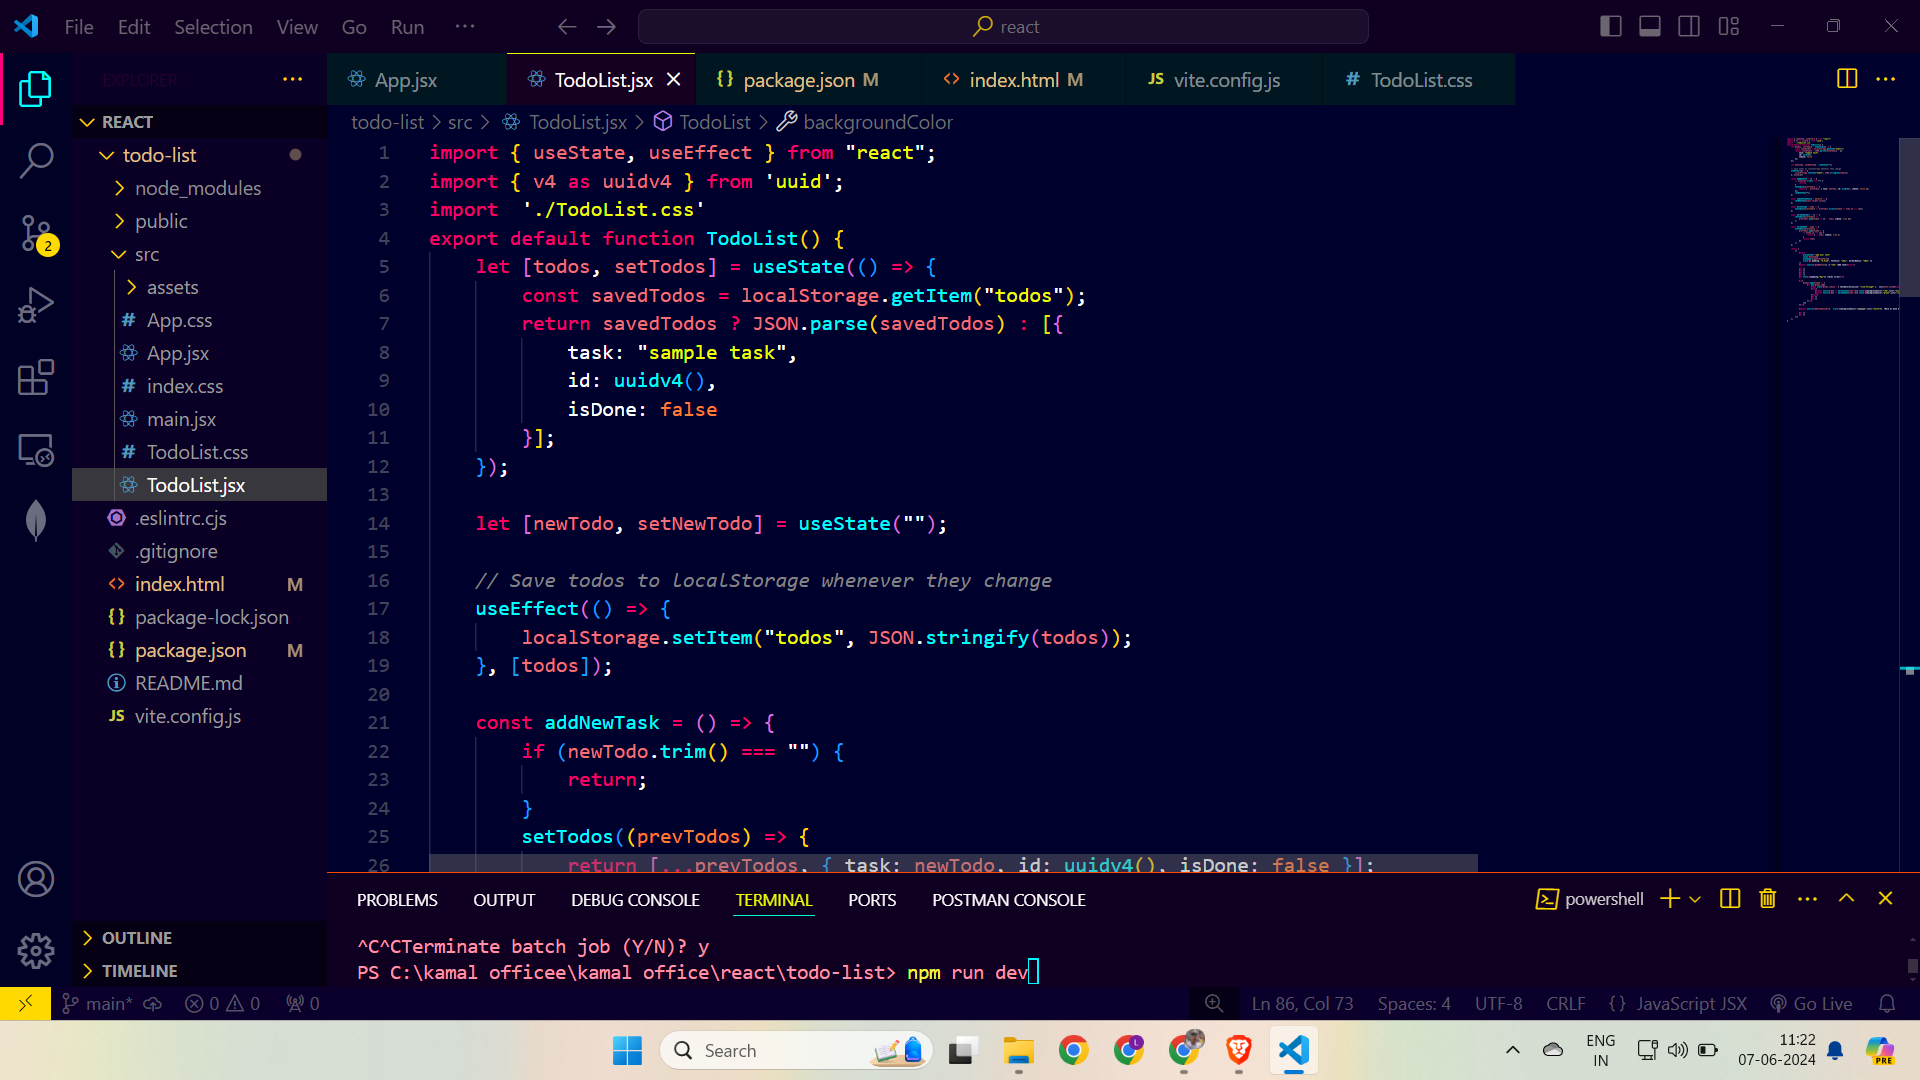 File Edit Selection View Go Run ··· react
EXPLORER ···
App.jsx TodoList.jsx package.json M index.html M vite.config.js TodoList.css
REACT
todo-list
node_modules
public
src
assets
App.css
App.jsx
index.css
main.jsx
TodoList.css
TodoList.jsx
.eslintrc.cjs
.gitignore
index.html M
package-lock.json
package.json M
README.md
JS vite.config.js
2
OUTLINE
TIMELINE
todo-list > src > TodoList.jsx > TodoList > backgroundColor
1 import { useState, useEffect } from "react";
2 import { v4 as uuidv4 } from 'uuid';
3 import  './TodoList.css'
4 export default function TodoList() {
5 let [todos, setTodos] = useState(() => {
6 const savedTodos = localStorage.getItem("todos");
7 return savedTodos ? JSON.parse(savedTodos) : [{
8 task: "sample task",
9 id: uuidv4(),
10 isDone: false
11 }];
12 });
13
14 let [newTodo, setNewTodo] = useState("");
15
16 // Save todos to localStorage whenever they change
17 useEffect(() => {
18 localStorage.setItem("todos", JSON.stringify(todos));
19 }, [todos]);
20
21 const addNewTask = () => {
22 if (newTodo.trim() === "") {
23 return;
24 }
25 setTodos((prevTodos) => {
26 return [...prevTodos, { task: newTodo, id: uuidv4(), isDone: false }];
PROBLEMS OUTPUT DEBUG CONSOLE TERMINAL PORTS POSTMAN CONSOLE powershell
^C^CTerminate batch job (Y/N)? y
PS C:\kamal officee\kamal office\react\todo-list> npm run dev
main* 0 0 0 Ln 86, Col 73 Spaces: 4 UTF-8 CRLF {} JavaScript JSX Go Live
Search
ENG
IN
11:22
07-06-2024
PRE